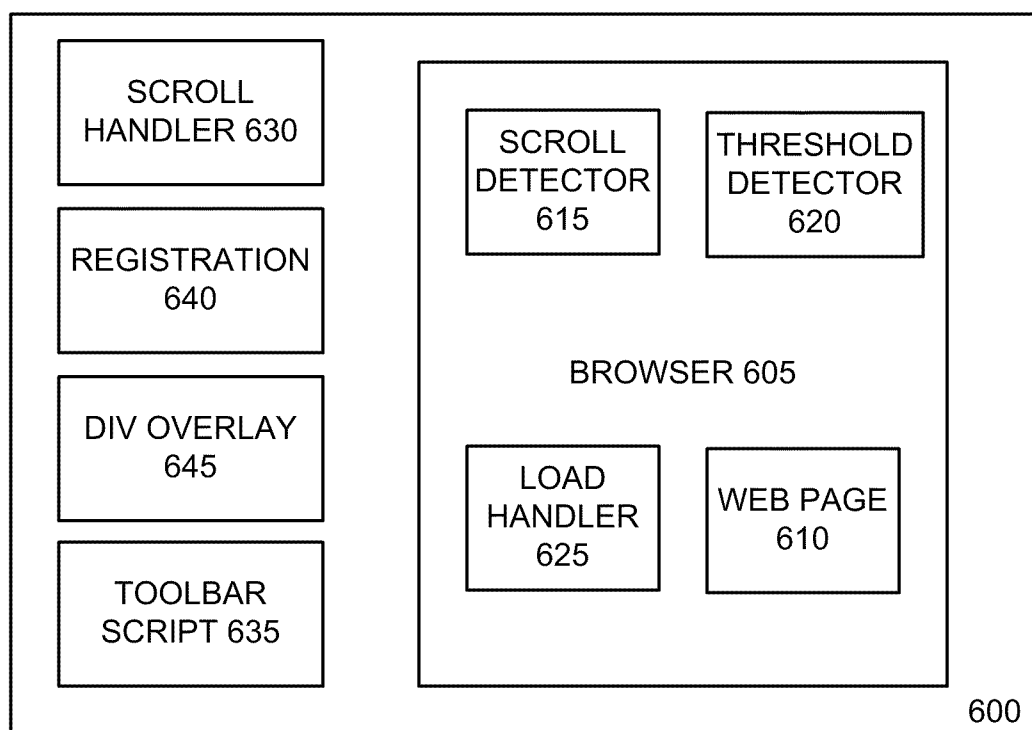 SCROLL
HANDLER 630
REGISTRATION
640
DIV OVERLAY
645
TOOLBAR
SCRIPT 635
SCROLL
DETECTOR
615
THRESHOLD
DETECTOR
620
BROWSER 605
LOAD
HANDLER
625
WEB PAGE
610
600